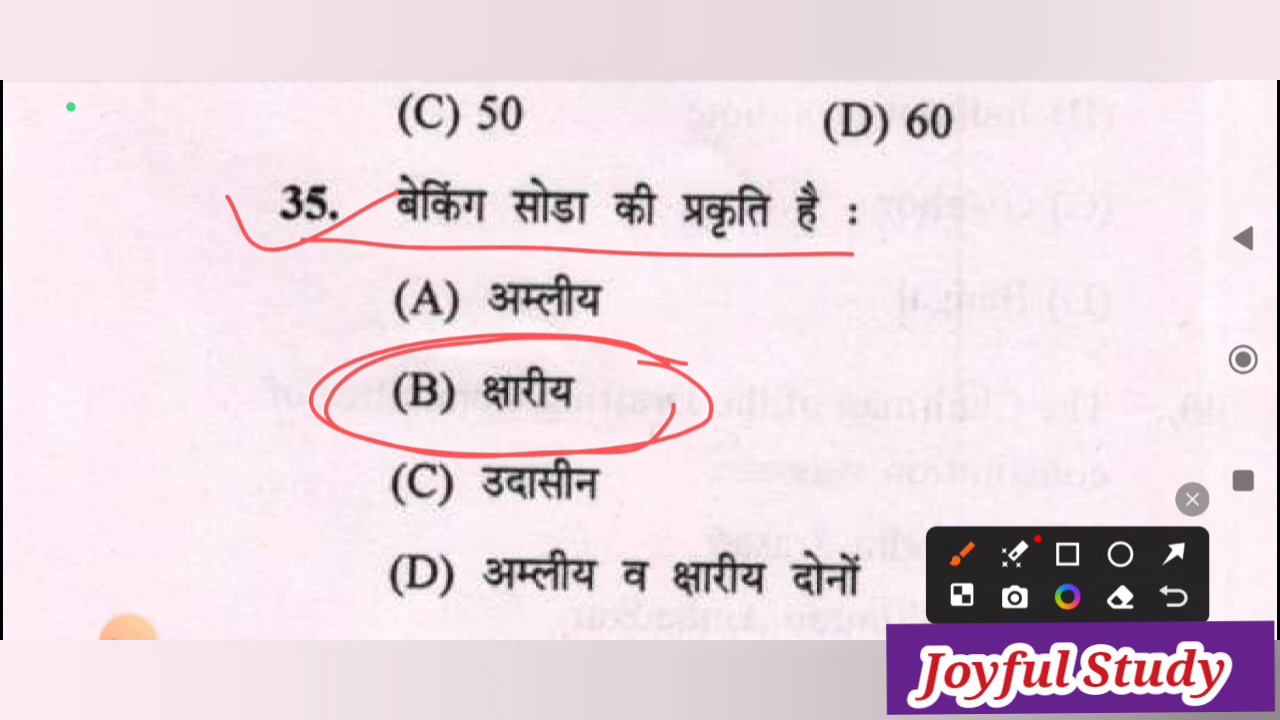 (C) 50 (D) 60
35. बेकिंग सोडा की प्रकृति है :
(A) अम्लीय
(B) क्षारीय
(C) उदासीन
(D) अम्लीय व क्षारीय दोनों
Joyful Study